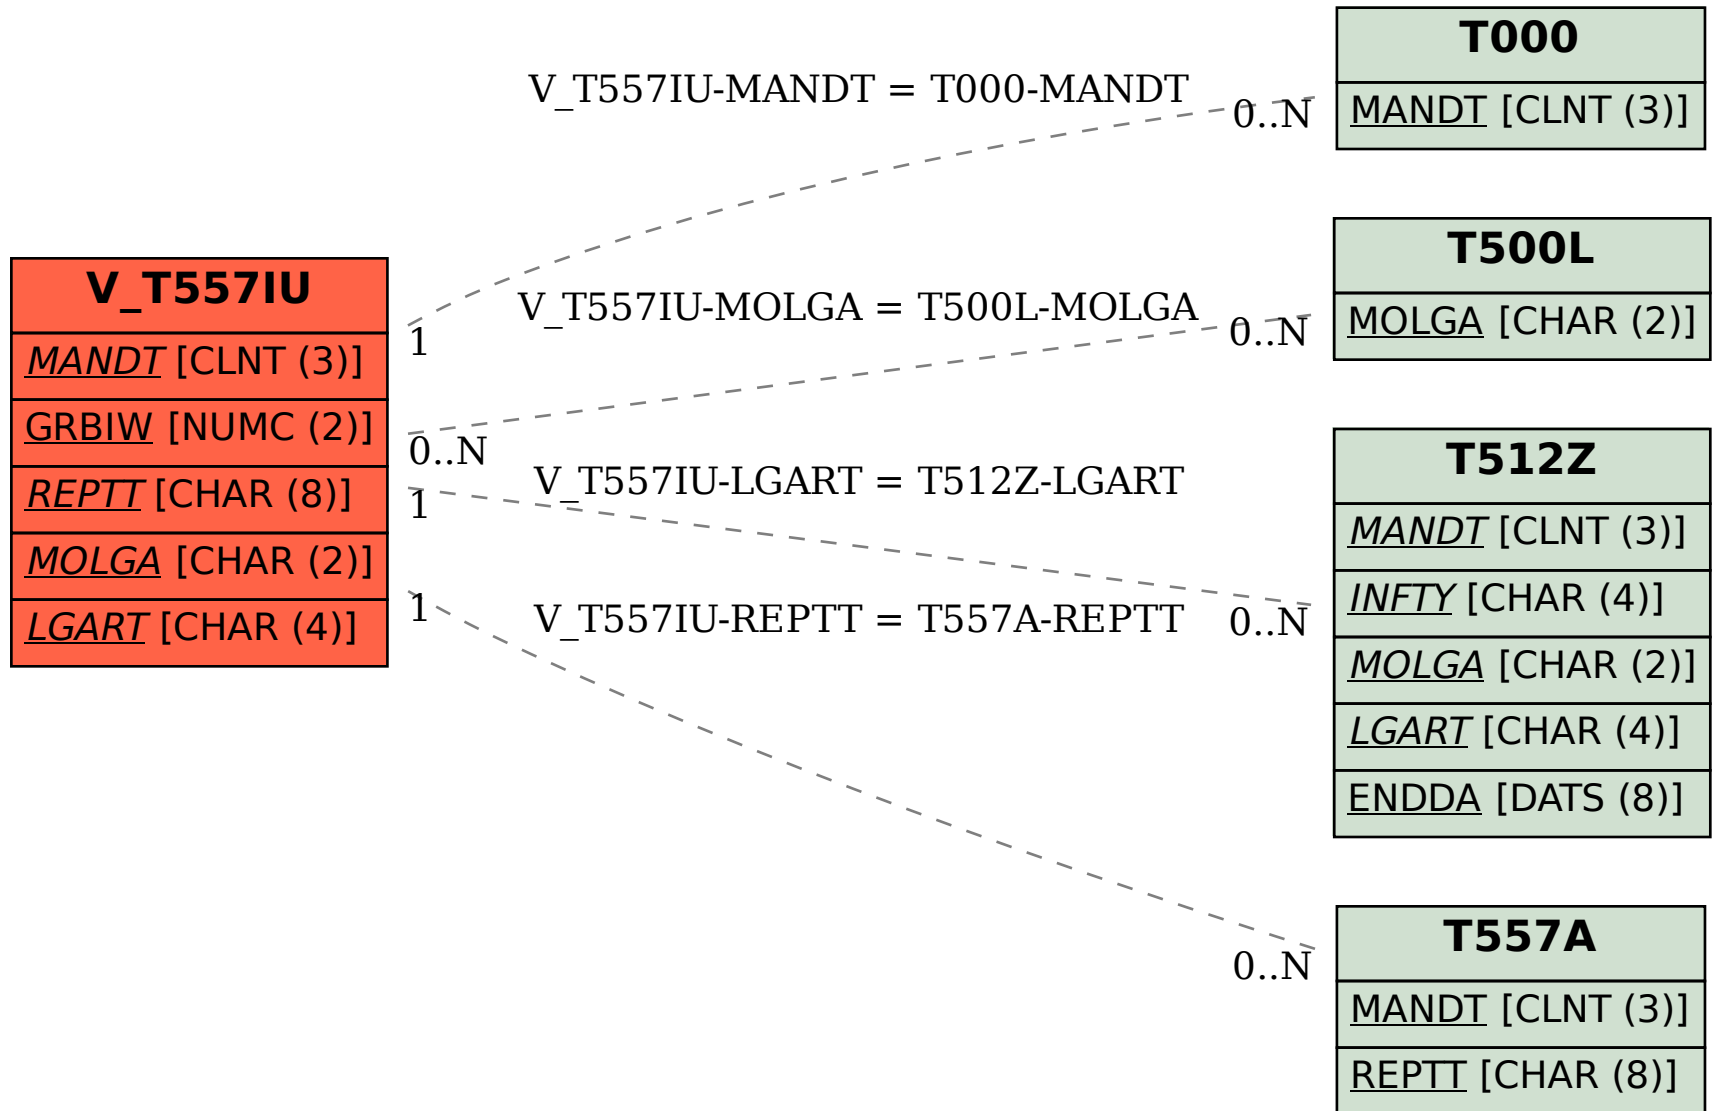 V_T557IU
MANDT [CLNT (3)]
GRBIW [NUMC (2)]
REPTT [CHAR (8)]
MOLGA [CHAR (2)]
LGART [CHAR (4)]
V_T557IU-MANDT = T000-MANDT
0..N
1
V_T557IU-MOLGA = T500L-MOLGA
0..N
0..N
V_T557IU-LGART = T512Z-LGART
1
0..N
V_T557IU-REPTT = T557A-REPTT
1
0..N
T000
MANDT [CLNT (3)]
T500L
MOLGA [CHAR (2)]
T512Z
MANDT [CLNT (3)]
INFTY [CHAR (4)]
MOLGA [CHAR (2)]
LGART [CHAR (4)]
ENDDA [DATS (8)]
T557A
MANDT [CLNT (3)]
REPTT [CHAR (8)]